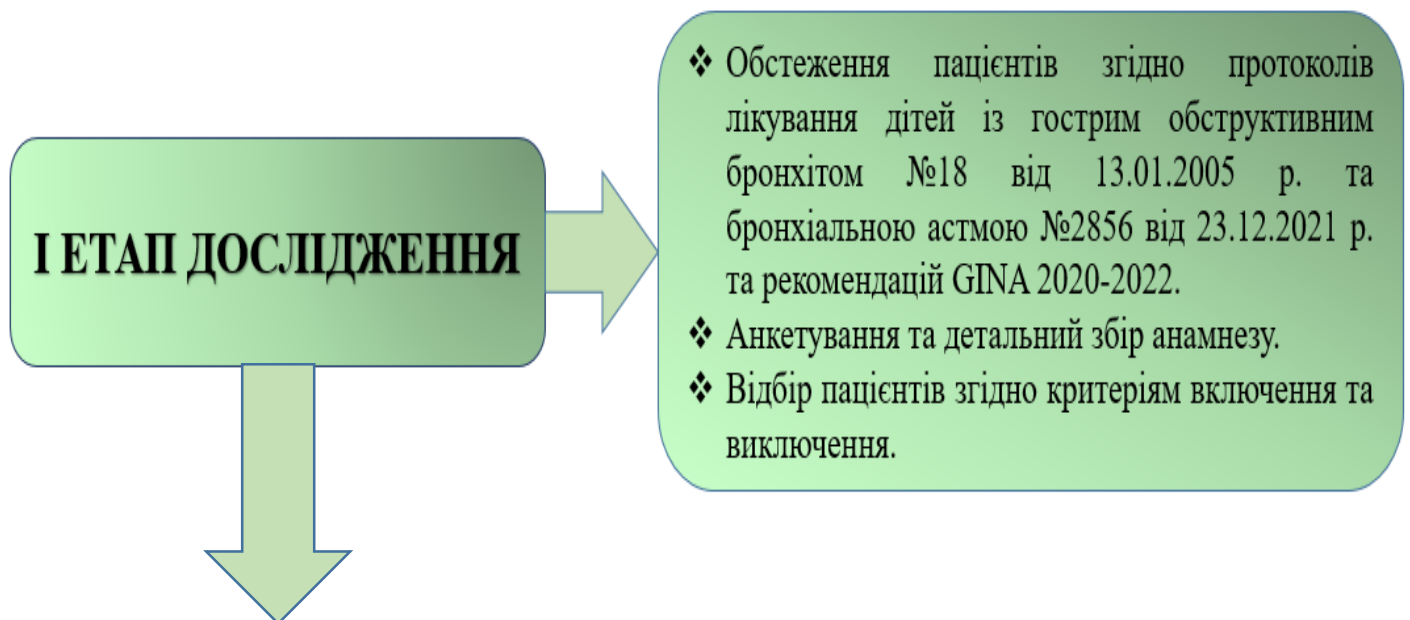 І ЕТАП ДОСЛІДЖЕННЯ
❖ Обстеження пацієнтів згідно протоколів
лікування дітей із гострим обструктивним
бронхітом №18 від 13.01.2005 р. та
бронхіальною астмою №2856 від 23.12.2021 р.
та рекомендацій GINA 2020-2022.
❖ Анкетування та детальний збір анамнезу.
❖ Відбір пацієнтів згідно критеріям включення та
виключення.